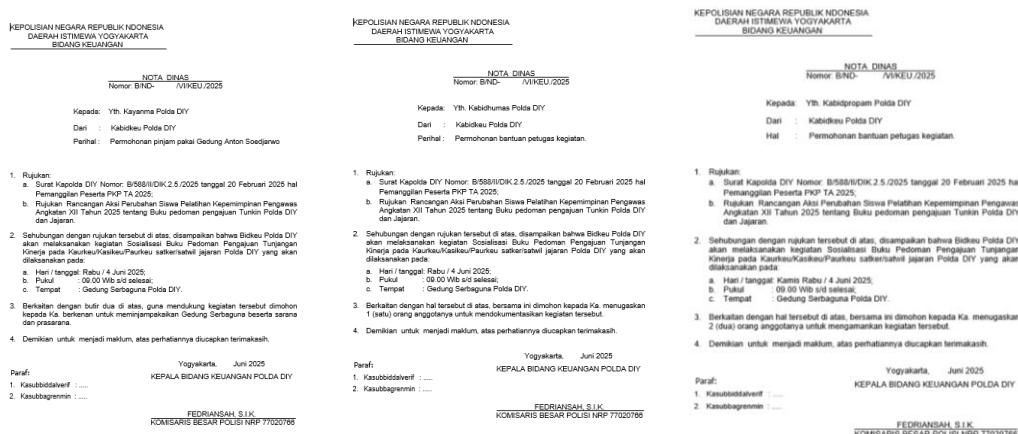 KEPOLISIAN NEGARA REPUBLIK NDONESIA
DAERAH ISTIMEWA YOGYAKARTA
BIDANG KEUANGAN
NOTA DINAS
Nomor: B/ND- /VI/KEU./2025
Kepada: Yth. Kayanma Polda DIY
Dari : Kabidkeu Polda DIY
Perihal : Permohonan pinjam pakai Gedung Anton Soedjarwo
1. Rujukan:
a. Surat Kapolda DIY Nomor: B/588/II/DIK.2.5./2025 tanggal 20 Februari 2025 hal
Pemanggilan Peserta PKP TA 2025;
b. Rujukan Rancangan Aksi Perubahan Siswa Pelatihan Kepemimpinan Pengawas
Angkatan XII Tahun 2025 tentang Buku pedoman pengajuan Tunkin Polda DIY
dan Jajaran.
2. Sehubungan dengan rujukan tersebut di atas, disampaikan bahwa Bidkeu Polda DIY
akan melaksanakan kegiatan Sosialisasi Buku Pedoman Pengajuan Tunjangan
Kinerja pada Kaurkeu/Kasikeu/Paurkeu satker/satwil jajaran Polda DIY yang akan
dilaksanakan pada:
a. Hari / tanggal: Rabu / 4 Juni 2025;
b. Pukul : 09.00 Wib s/d selesai;
c. Tempat : Gedung Serbaguna Polda DIY.
3. Berkaitan dengan butir dua di atas, guna mendukung kegiatan tersebut dimohon
kepada Ka. berkenan untuk meminjampakaikan Gedung Serbaguna beserta sarana
dan prasarana.
4. Demikian untuk menjadi maklum, atas perhatiannya diucapkan terimakasih.
Yogyakarta, Juni 2025
KEPALA BIDANG KEUANGAN POLDA DIY
Paraf:
1. Kasubbiddalverif : .....
2. Kasubbagrenmin : .....
FEDRIANSAH, S.I.K.
KOMISARIS BESAR POLISI NRP 77020766
KEPOLISIAN NEGARA REPUBLIK NDONESIA
DAERAH ISTIMEWA YOGYAKARTA
BIDANG KEUANGAN
NOTA DINAS
Nomor: B/ND- /VI/KEU./2025
Kepada: Yth. Kabidhumas Polda DIY
Dari : Kabidkeu Polda DIY
Perihal : Permohonan bantuan petugas kegiatan.
1. Rujukan:
a. Surat Kapolda DIY Nomor: B/588/II/DIK.2.5./2025 tanggal 20 Februari 2025 hal
Pemanggilan Peserta PKP TA 2025;
b. Rujukan Rancangan Aksi Perubahan Siswa Pelatihan Kepemimpinan Pengawas
Angkatan XII Tahun 2025 tentang Buku pedoman pengajuan Tunkin Polda DIY
dan Jajaran.
2. Sehubungan dengan rujukan tersebut di atas, disampaikan bahwa Bidkeu Polda DIY
akan melaksanakan kegiatan Sosialisasi Buku Pedoman Pengajuan Tunjangan
Kinerja pada Kaurkeu/Kasikeu/Paurkeu satker/satwil jajaran Polda DIY yang akan
dilaksanakan pada:
a. Hari / tanggal: Rabu / 4 Juni 2025;
b. Pukul : 09.00 Wib s/d selesai;
c. Tempat : Gedung Serbaguna Polda DIY.
3. Berkaitan dengan hal tersebut di atas, bersama ini dimohon kepada Ka. menugaskan
1 (satu) orang anggotanya untuk mendokumentasikan kegiatan tersebut.
4. Demikian untuk menjadi maklum, atas perhatiannya diucapkan terimakasih.
Yogyakarta, Juni 2025
KEPALA BIDANG KEUANGAN POLDA DIY
Paraf:
1. Kasubbiddalverif : .....
2. Kasubbagrenmin : .....
FEDRIANSAH, S.I.K.
KOMISARIS BESAR POLISI NRP 77020766
KEPOLISIAN NEGARA REPUBLIK NDONESIA
DAERAH ISTIMEWA YOGYAKARTA
BIDANG KEUANGAN
NOTA DINAS
Nomor: B/ND- /VI/KEU./2025
Kepada: Yth. Kabidpropam Polda DIY
Dari : Kabidkeu Polda DIY
Hal : Permohonan bantuan petugas kegiatan.
1. Rujukan:
a. Surat Kapolda DIY Nomor: B/588/II/DIK.2.5./2025 tanggal 20 Februari 2025 hal
Pemanggilan Peserta PKP TA 2025;
b. Rujukan Rancangan Aksi Perubahan Siswa Pelatihan Kepemimpinan Pengawas
Angkatan XII Tahun 2025 tentang Buku pedoman pengajuan Tunkin Polda DIY
dan Jajaran.
2. Sehubungan dengan rujukan tersebut di atas, disampaikan bahwa Bidkeu Polda DIY
akan melaksanakan kegiatan Sosialisasi Buku Pedoman Pengajuan Tunjangan
Kinerja pada Kaurkeu/Kasikeu/Paurkeu satker/satwil jajaran Polda DIY yang akan
dilaksanakan pada:
a. Hari / tanggal: Kamis Rabu / 4 Juni 2025;
b. Pukul : 09.00 Wib s/d selesai;
c. Tempat : Gedung Serbaguna Polda DIY.
3. Berkaitan dengan hal tersebut di atas, bersama ini dimohon kepada Ka. menugaskan
2 (dua) orang anggotanya untuk mengamankan kegiatan tersebut.
4. Demikian untuk menjadi maklum, atas perhatiannya diucapkan terimakasih.
Yogyakarta, Juni 2025
KEPALA BIDANG KEUANGAN POLDA DIY
Paraf:
1. Kasubbiddalverif : .....
2. Kasubbagrenmin : .....
FEDRIANSAH, S.I.K.
KOMISARIS BESAR POLISI NRP 77020766